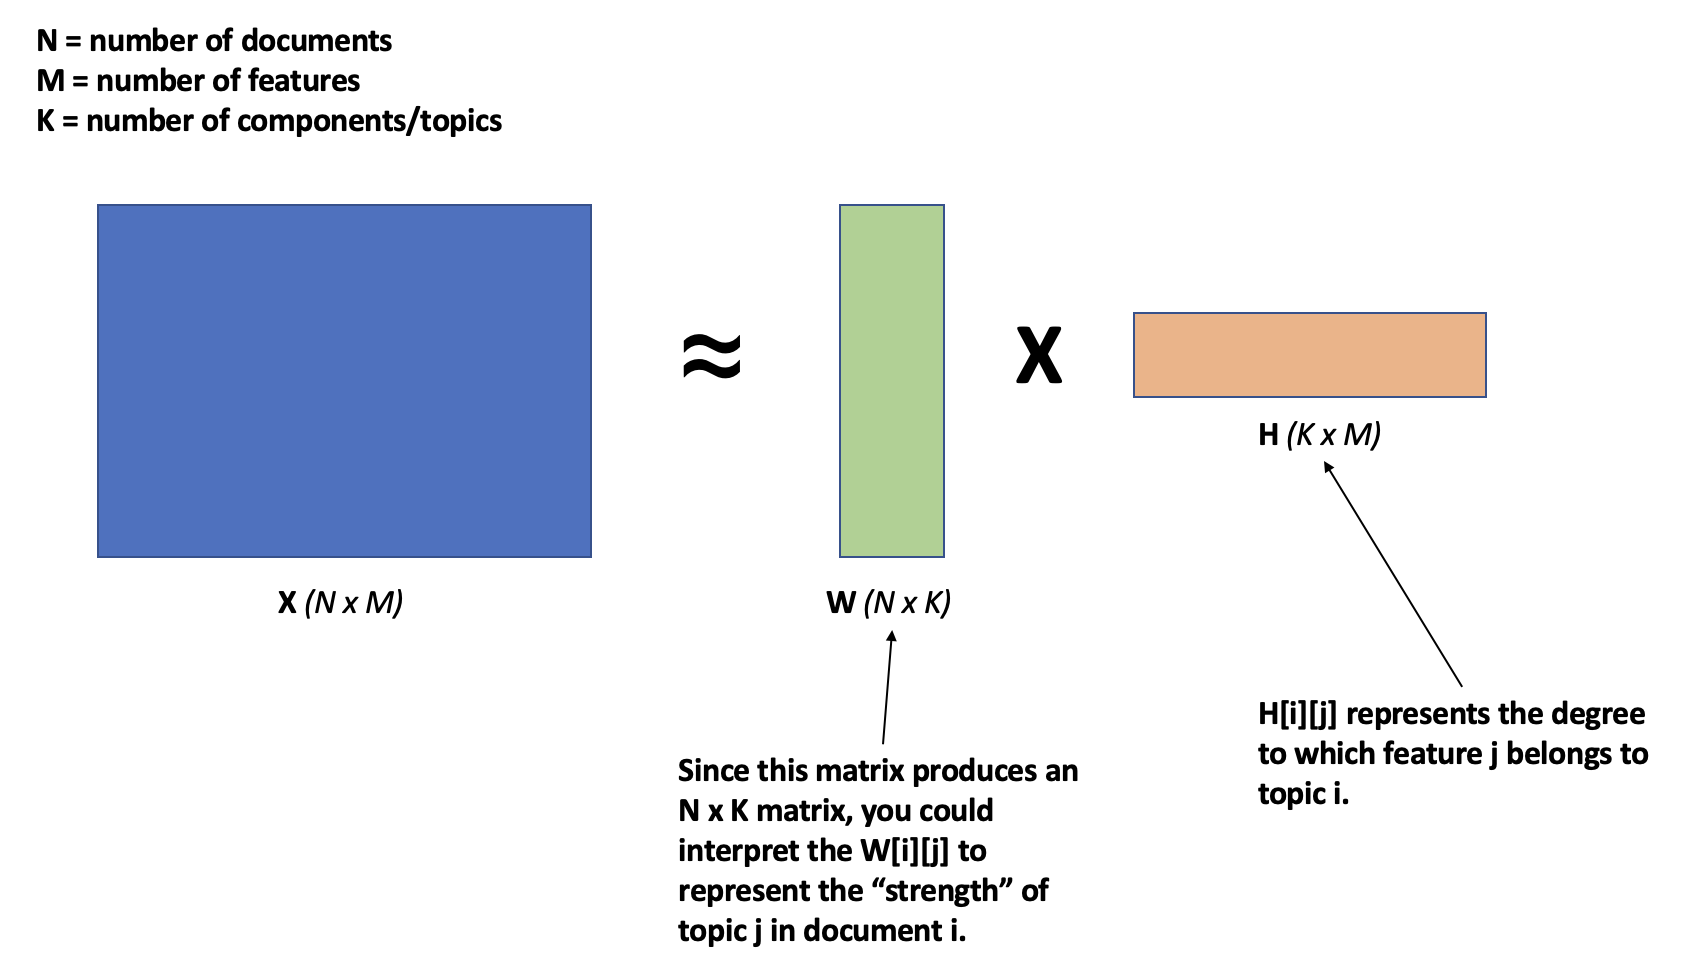 N = number of documents
M = number of features
K = number of components/topics
≈
X
H (K x M)
X (N x M)
W (N x K)
H[i][j] represents the degree
to which feature j belongs to
topic i.
Since this matrix produces an
N x K matrix, you could
interpret the W[i][j] to
represent the “strength” of
topic j in document i.